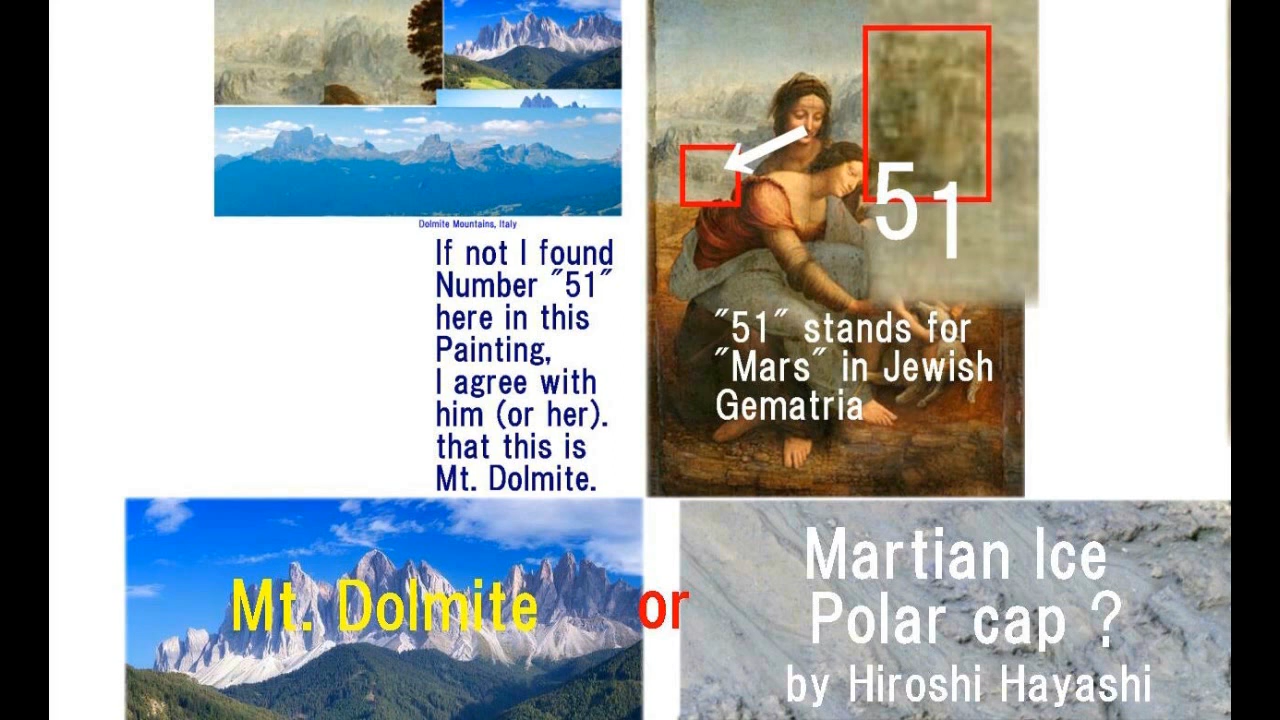 Dolmite Mountains, Italy
If not I found
Number "51"
here in this
Painting,
I agree with
him (or her).
that this is
Mt. Dolmite.
51
"51" stands for
"Mars" in Jewish
Gematria
Mt. Dolmite
or
Martian Ice
Polar cap ?
by Hiroshi Hayashi